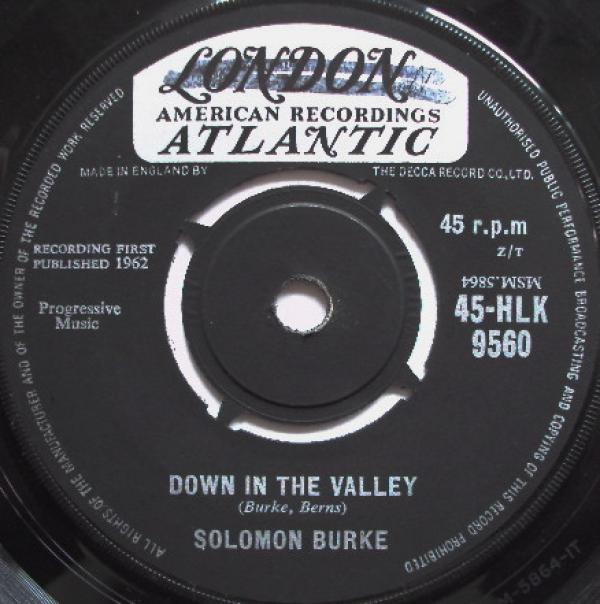 LONDON
AMERICAN RECORDINGS
ATLANTIC
MADE IN ENGLAND BY
THE DECCA RECORD CO., LTD.
ALL RIGHTS OF THE MANUFACTURER AND OF THE OWNER OF THE RECORDED WORK RESERVED
UNAUTHORISED PUBLIC PERFORMANCE BROADCASTING AND COPYING OF THIS RECORD PROHIBITED
45 r.p.m
Z/T
RECORDING FIRST
PUBLISHED 1962
MSM.5864
45-HLK
9560
Progressive
Music
DOWN IN THE VALLEY
(Burke, Berns)
SOLOMON BURKE
M-5864-1T